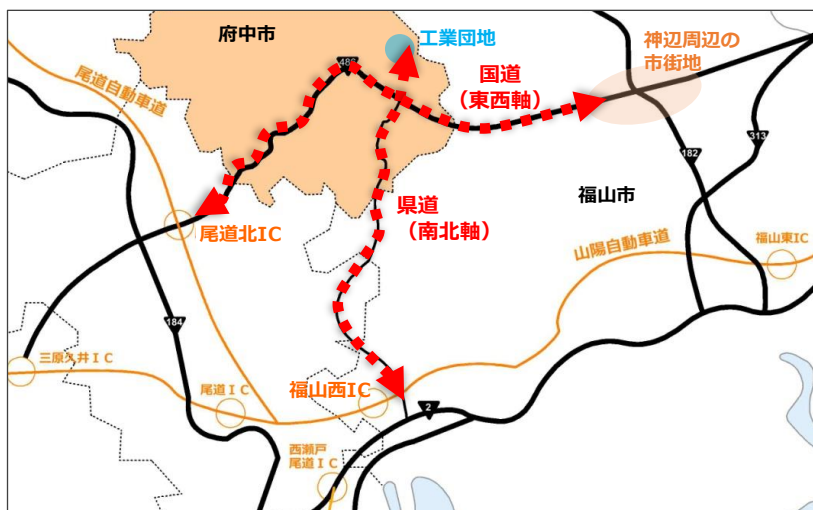 府中市
工業団地
神辺周辺の
市街地
国道
（東西軸）
486
尾道自動車道
313
182
福山市
県道
（南北軸）
尾道北IC
山陽自動車道
福山東IC
184
三原久井ＩＣ
尾道ＩＣ
福山西IC
2
西瀬戸
尾道ＩＣ